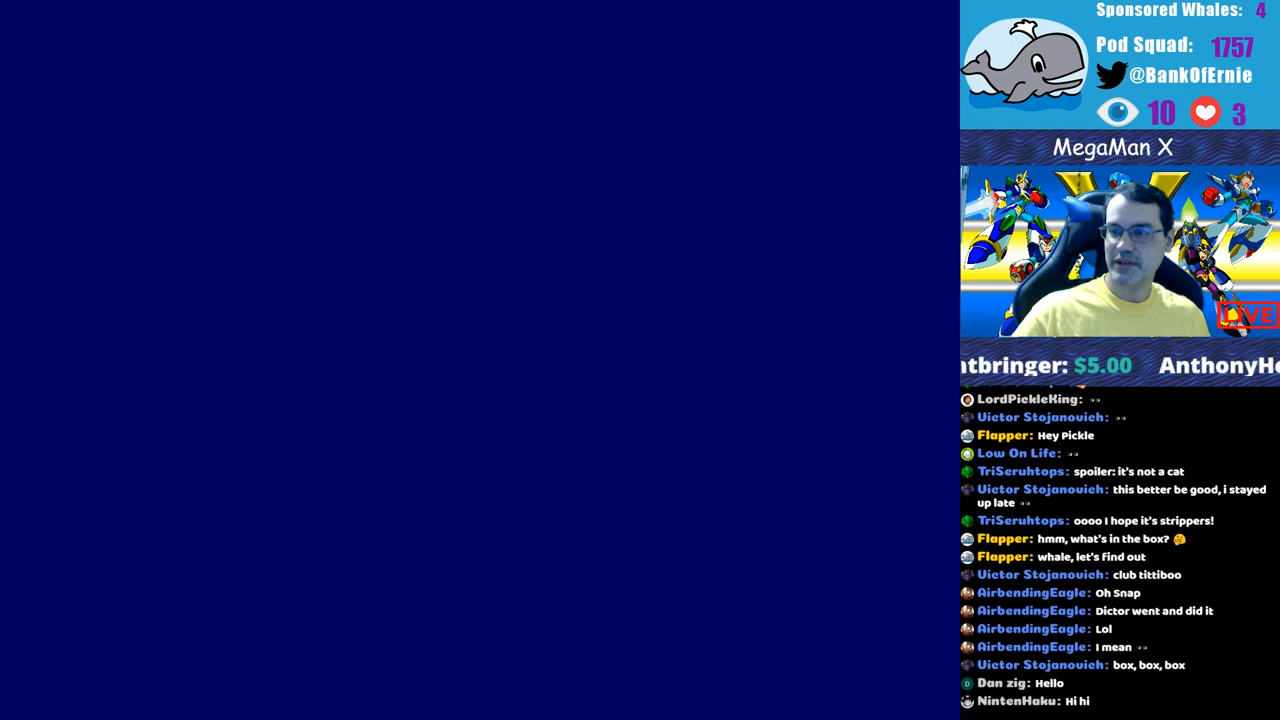 Sponsored Whales: 4
Pod Squad: 1757
@BankOfErnie
10 3
MegaMan X
LIVE
ntbringer: $5.00 AnthonyHe
LordPickleKing:
Victor Stojanovich:
Flapper: Hey Pickle
Low On Life:
TriSeruhtops: spoiler: it's not a cat
Victor Stojanovich: this better be good, i stayed
up late
TriSeruhtops: oooo I hope it's strippers!
Flapper: hmm, what's in the box? 🤔
Flapper: whale, let's find out
Victor Stojanovich: club tittiboo
AirbendingEagle: Oh Snap
AirbendingEagle: Dictor went and did it
AirbendingEagle: Lol
AirbendingEagle: I mean
Victor Stojanovich: box, box, box
Dan zig: Hello
NintenHaku: Hi hi